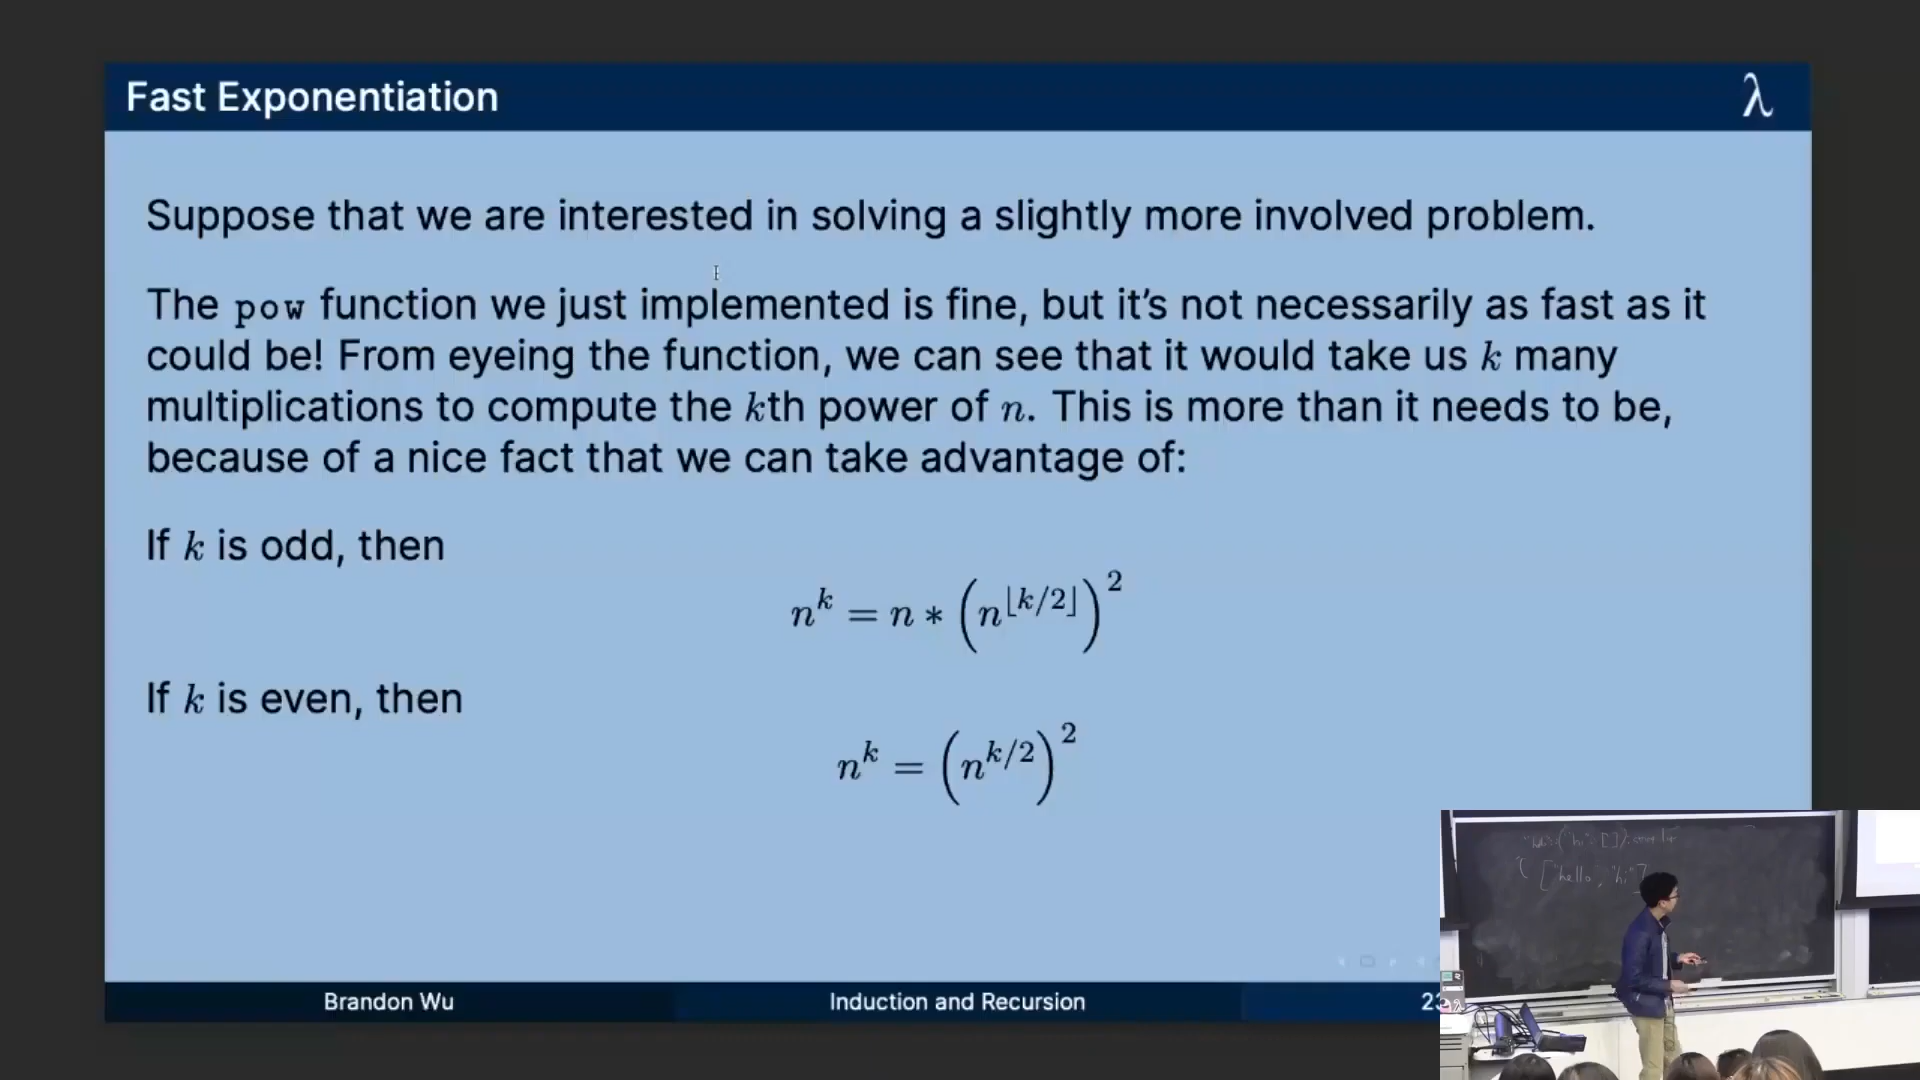 Fast Exponentiation
λ
Suppose that we are interested in solving a slightly more involved problem.
The pow function we just implemented is fine, but it's not necessarily as fast as it
could be! From eyeing the function, we can see that it would take us k many
multiplications to compute the kth power of n. This is more than it needs to be,
because of a nice fact that we can take advantage of:
If k is odd, then
n^k = n * (n^⌊k/2⌋)^2
If k is even, then
n^k = (n^k/2)^2
["hello", "hi"]
Brandon Wu
Induction and Recursion